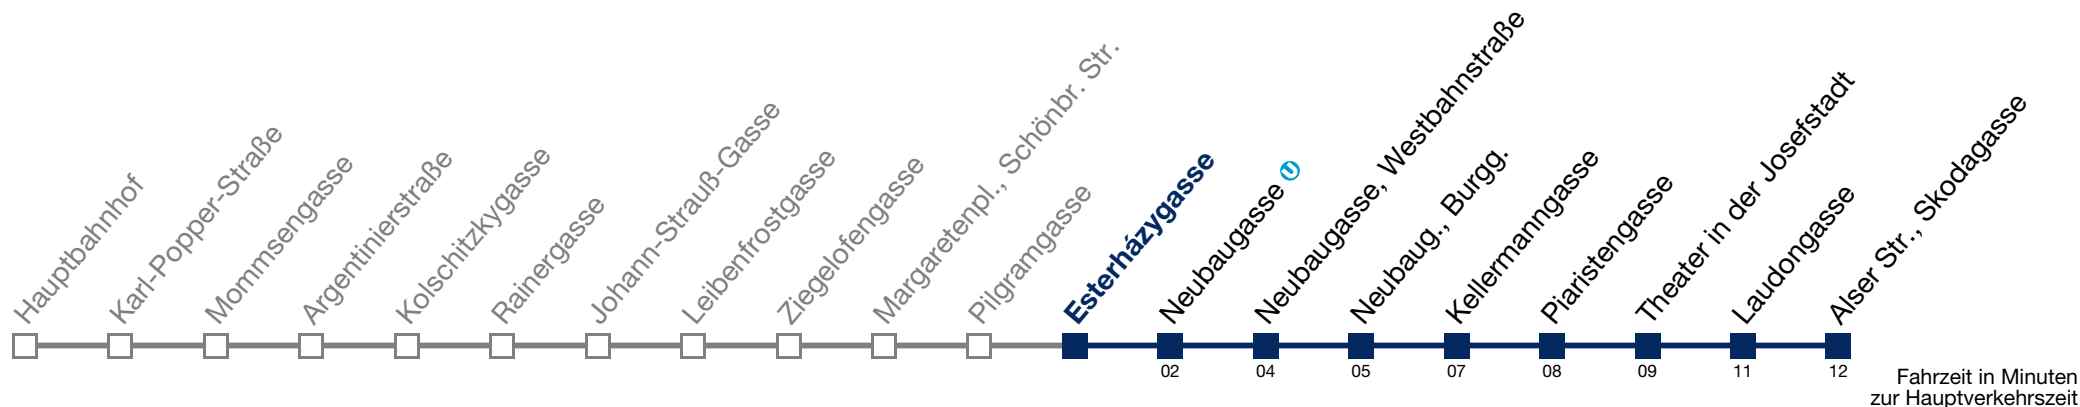 Hauptbahnhof
Karl-Popper-Straße
Mommsengasse
Argentinierstraße
Kolschitzkygasse
Rainergasse
Johann-Strauß-Gasse
Leibenfrostgasse
Ziegelofengasse
Margaretenpl., Schönbr. Str.
Pilgramgasse
Esterházygasse
Neubaugasse U
Neubaugasse, Westbahnstraße
Neubaug., Burgg.
Kellermanngasse
Piaristengasse
Theater in der Josefstadt
Laudongasse
Alser Str., Skodagasse
02 04 05 07 08 09 11 12
Fahrzeit in Minuten
zur Hauptverkehrszeit